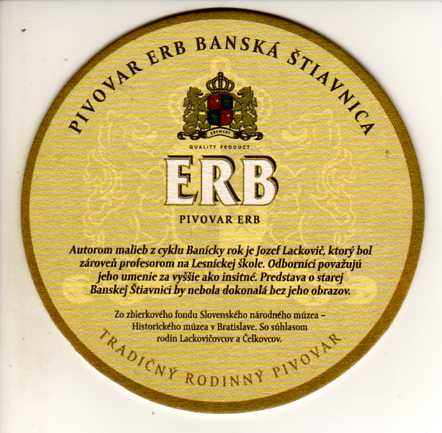 PIVOVAR ERB BANSKÁ ŠTIAVNICA
BREWERY
QUALITY PRODUCT
ERB
PIVOVAR ERB
Autorom malieb z cyklu Banícky rok je Jozef Lackovič, ktorý bol
zároveň profesorom na Lesníckej škole. Odborníci považujú
jeho umenie za vyššie ako insitné. Predstava o starej
Banskej Štiavnici by nebola dokonalá bez jeho obrazov.
Zo zbierkového fondu Slovenského národného múzea –
Historického múzea v Bratislave. So súhlasom
rodín Lackovičovcov a Čelkovcov.
TRADIČNÝ RODINNÝ PIVOVAR